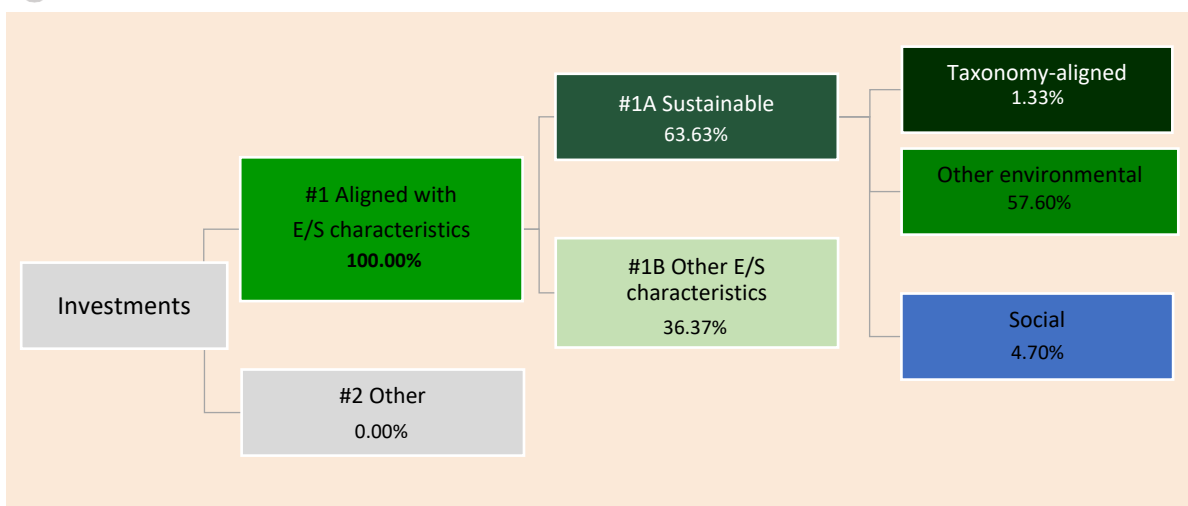 Investments
#1 Aligned with
E/S characteristics
100.00%
#2 Other
0.00%
#1A Sustainable
63.63%
#1B Other E/S
characteristics
36.37%
Taxonomy-aligned
1.33%
Other environmental
57.60%
Social
4.70%